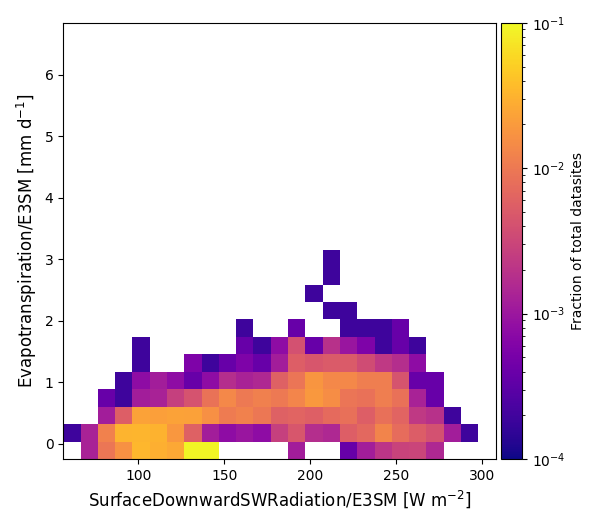 Evapotranspiration/E3SM [mm d⁻¹]
6
5
4
3
2
1
0
100 150 200 250 300
SurfaceDownwardSWRadiation/E3SM [W m⁻²]
10⁻¹
10⁻²
10⁻³
10⁻⁴
Fraction of total datasites